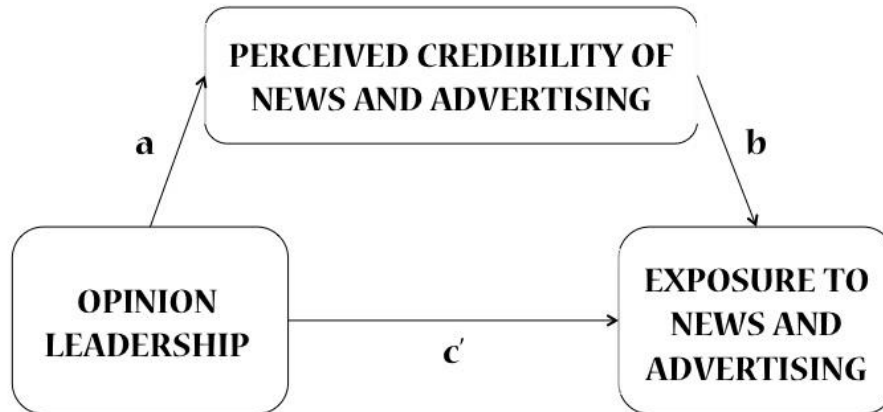 PERCEIVED CREDIBILITY OF
NEWS AND ADVERTISING
a
b
OPINION
LEADERSHIP
c'
EXPOSURE TO
NEWS AND
ADVERTISING